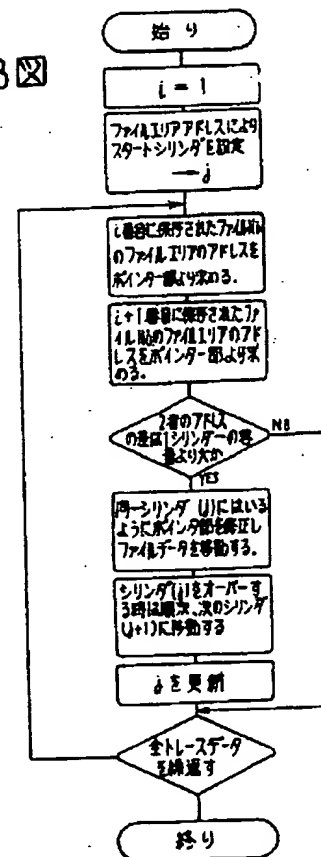 3図
始り
i = 1
ファイルエリアアドレスにより
スタートシリンダを設定
→j
i番目に保存されたファイルNo.
のファイルエリアのアドレスを
ポインター部より求める。
i+1番目に保存されたファ
イルNo.のファイルエリアのアド
レスをポインター部より求
める。
2者のアドレス
の差は1シリンダーの容
量より大か
NO
YES
同一シリンダ(j)にはいる
ようにポインタ部を修正し
ファイルデータを移動する。
シリンダ(j)をオーバーす
る時は順次、次のシリンダ
(j+1)に移動する
jを更新
全トレースデータ
を繰返す
終り